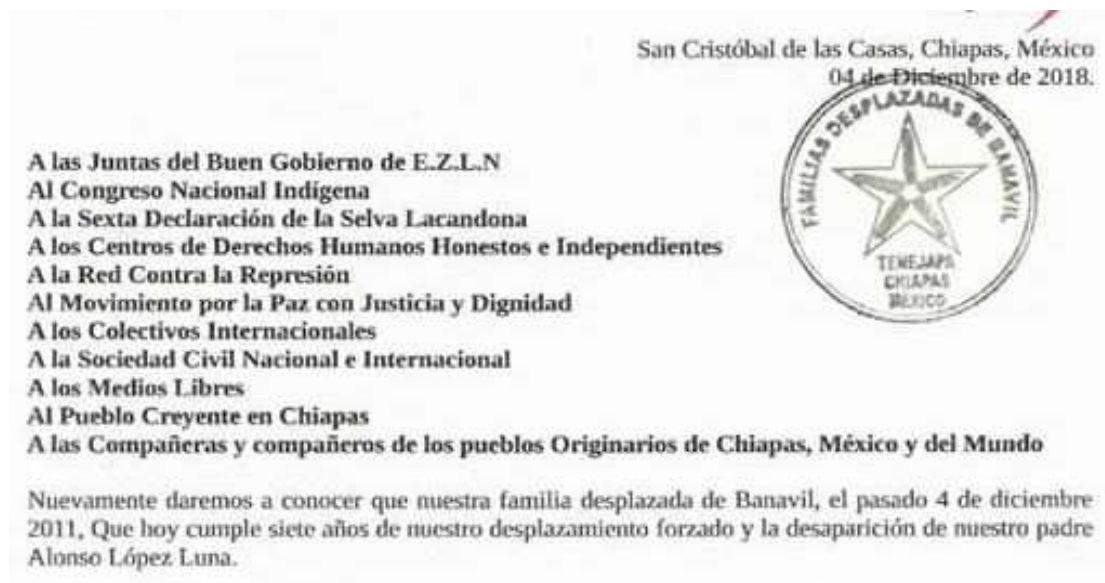 San Cristóbal de las Casas, Chiapas, México
04 de Diciembre de 2018.
FAMILIAS DESPLAZADAS DE BANAVIL
TENEJAPA
CHIAPAS
MEXICO
A las Juntas del Buen Gobierno de E.Z.L.N
Al Congreso Nacional Indígena
A la Sexta Declaración de la Selva Lacandona
A los Centros de Derechos Humanos Honestos e Independientes
A la Red Contra la Represión
Al Movimiento por la Paz con Justicia y Dignidad
A los Colectivos Internacionales
A la Sociedad Civil Nacional e Internacional
A los Medios Libres
Al Pueblo Creyente en Chiapas
A las Compañeras y compañeros de los pueblos Originarios de Chiapas, México y del Mundo
Nuevamente daremos a conocer que nuestra familia desplazada de Banavil, el pasado 4 de diciembre
2011, Que hoy cumple siete años de nuestro desplazamiento forzado y la desaparición de nuestro padre
Alonso López Luna.